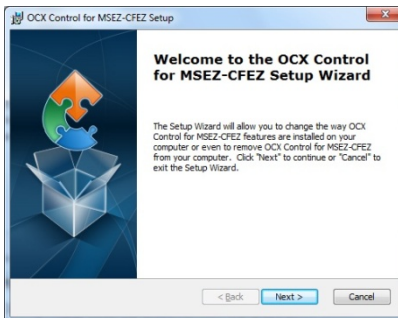 OCX Control for MSEZ-CFEZ Setup
Welcome to the OCX Control
for MSEZ-CFEZ Setup Wizard
The Setup Wizard will allow you to change the way OCX
Control for MSEZ-CFEZ features are installed on your
computer or even to remove OCX Control for MSEZ-CFEZ
from your computer. Click "Next" to continue or "Cancel" to
exit the Setup Wizard.
< Back Next > Cancel